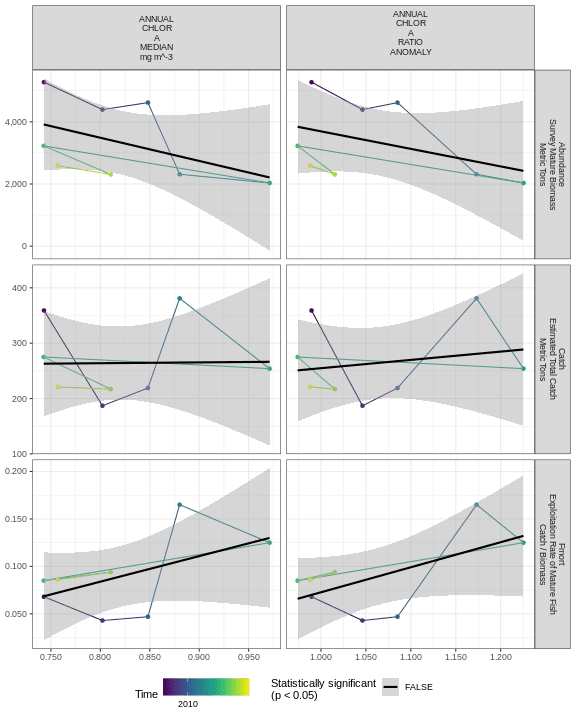 ANNUAL
CHLOR
A
MEDIAN
mg m^-3
ANNUAL
CHLOR
A
RATIO
ANOMALY
4,000
2,000
0
Abundance
Survey Mature Biomass
Metric Tons
400
300
200
100
Catch
Estimated Total Catch
Metric Tons
0.200
0.150
0.100
0.050
Fmort
Exploitation Rate of Mature Fish
Catch / Biomass
0.750
0.800
0.850
0.900
0.950
1.000
1.050
1.100
1.150
1.200
Time
2010
Statistically significant
(p < 0.05)
FALSE